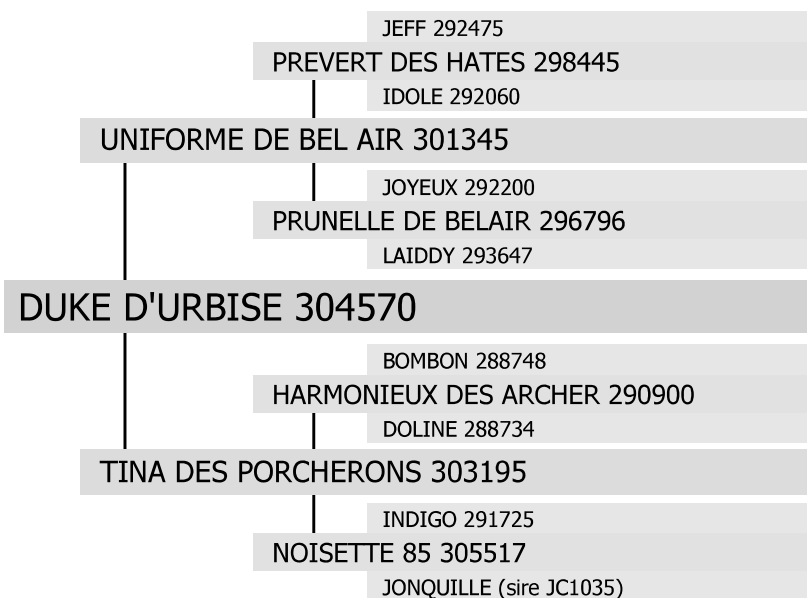 JEFF 292475
PREVERT DES HATES 298445
IDOLE 292060
UNIFORME DE BEL AIR 301345
JOYEUX 292200
PRUNELLE DE BELAIR 296796
LAIDDY 293647
DUKE D'URBISE 304570
BOMBON 288748
HARMONIEUX DES ARCHER 290900
DOLINE 288734
TINA DES PORCHERONS 303195
INDIGO 291725
NOISETTE 85 305517
JONQUILLE (sire JC1035)